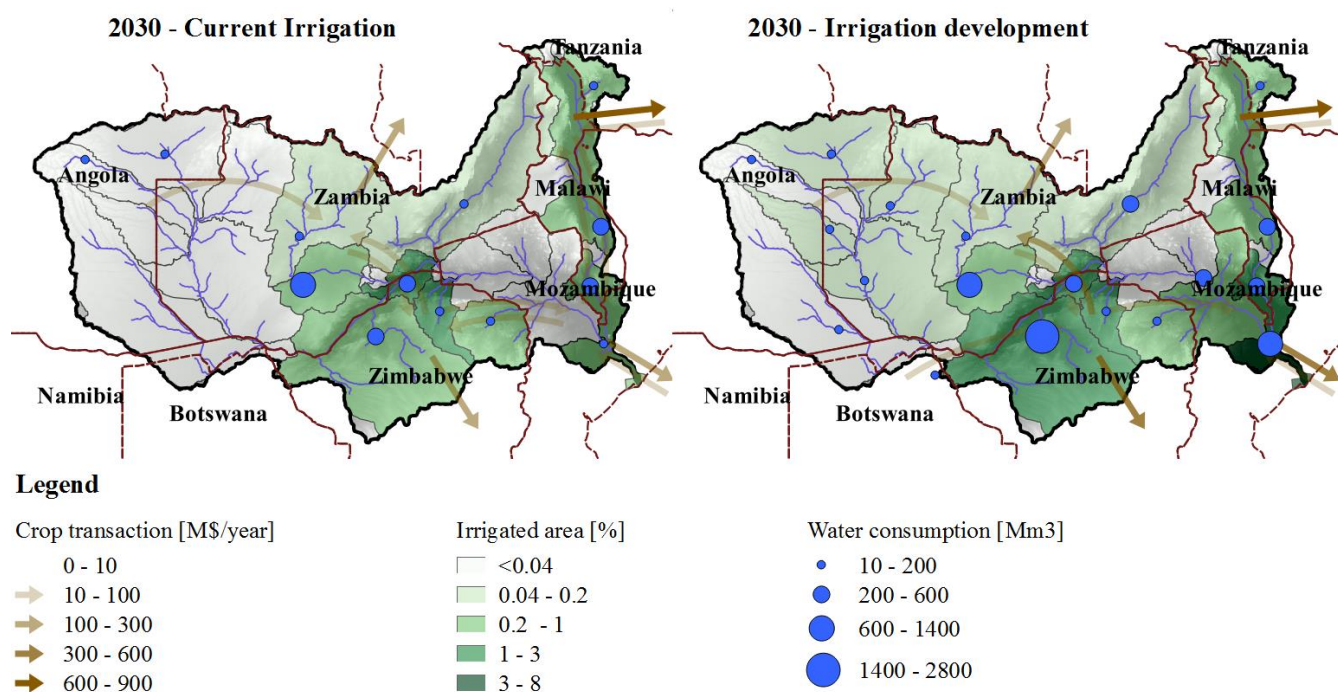 2030 - Current Irrigation
2030 - Irrigation development
Tanzania
Angola
Zambia
Malawi
Mozambique
Zimbabwe
Namibia
Botswana
Tanzania
Angola
Zambia
Malawi
Mozambique
Zimbabwe
Namibia
Botswana
Legend
Crop transaction [M$/year]
0 - 10
10 - 100
100 - 300
300 - 600
600 - 900
Irrigated area [%]
<0.04
0.04 - 0.2
0.2 - 1
1 - 3
3 - 8
Water consumption [Mm3]
10 - 200
200 - 600
600 - 1400
1400 - 2800